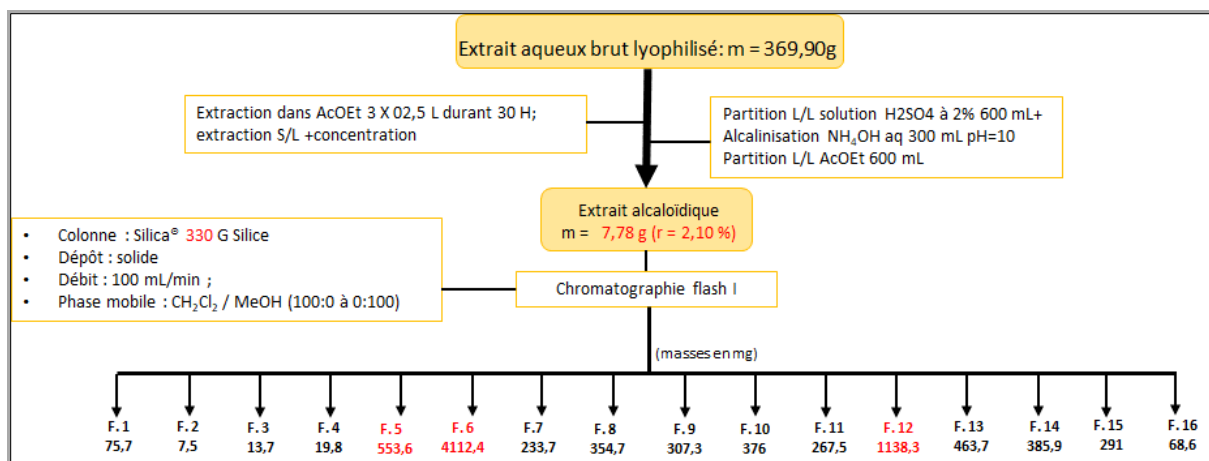 Extrait aqueux brut lyophilisé: m = 369,90g
Extraction dans AcOEt 3 X 02,5 L durant 30 H;
extraction S/L +concentration
Partition L/L solution H2SO4 à 2% 600 mL+
Alcalinisation NH₄OH aq 300 mL pH=10
Partition L/L AcOEt 600 mL
Extrait alcaloïdique
m = 7,78 g (r = 2,10 %)
• Colonne : Silica® 330 G Silice
• Dépôt : solide
• Débit : 100 mL/min ;
• Phase mobile : CH₂Cl₂ / MeOH (100:0 à 0:100)
Chromatographie flash I
(masses en mg)
F. 1 F. 2 F. 3 F. 4 F. 5 F. 6 F. 7 F. 8 F. 9 F. 10 F. 11 F. 12 F. 13 F. 14 F. 15 F. 16
75,7 7,5 13,7 19,8 553,6 4112,4 233,7 354,7 307,3 376 267,5 1138,3 463,7 385,9 291 68,6